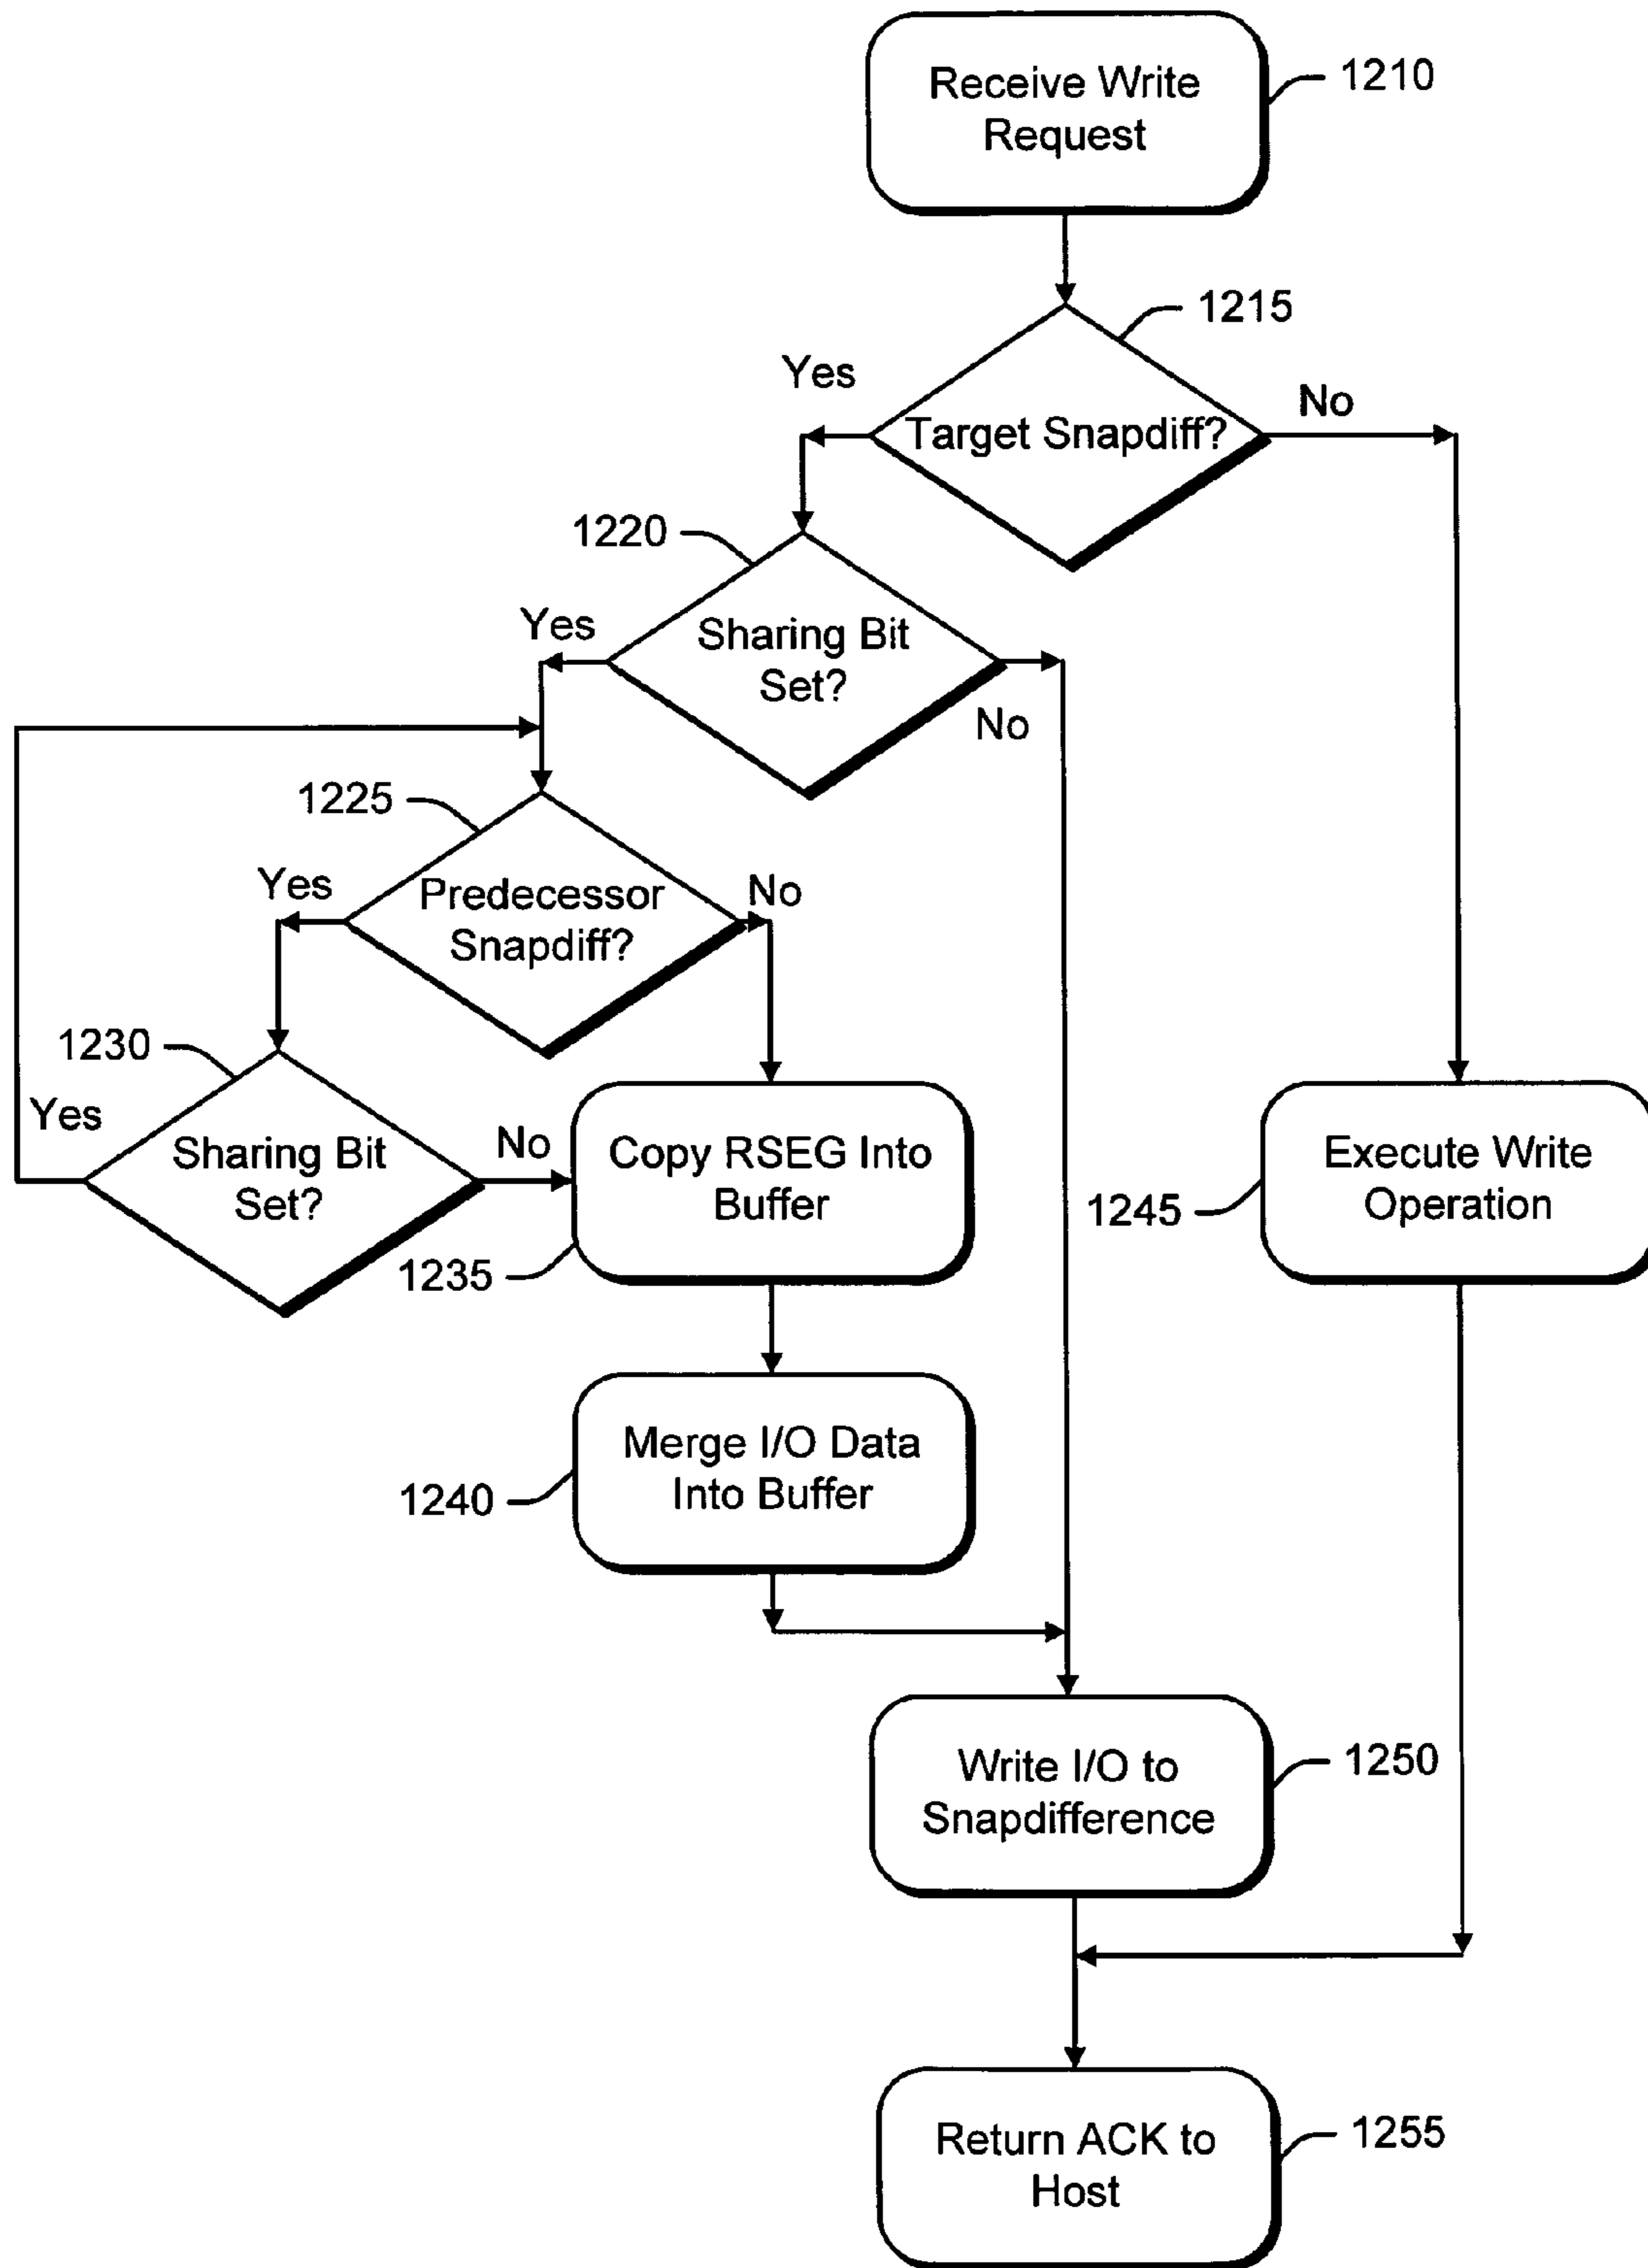 Receive Write
Request
1210
1215
Yes
Target Snapdiff?
No
1220
Yes
Sharing Bit
Set?
No
1225
Yes
Predecessor
Snapdiff?
No
1230
Yes
Sharing Bit
Set?
No
Copy RSEG Into
Buffer
1235
Execute Write
Operation
1245
Merge I/O Data
Into Buffer
1240
Write I/O to
Snapdifference
1250
Return ACK to
Host
1255